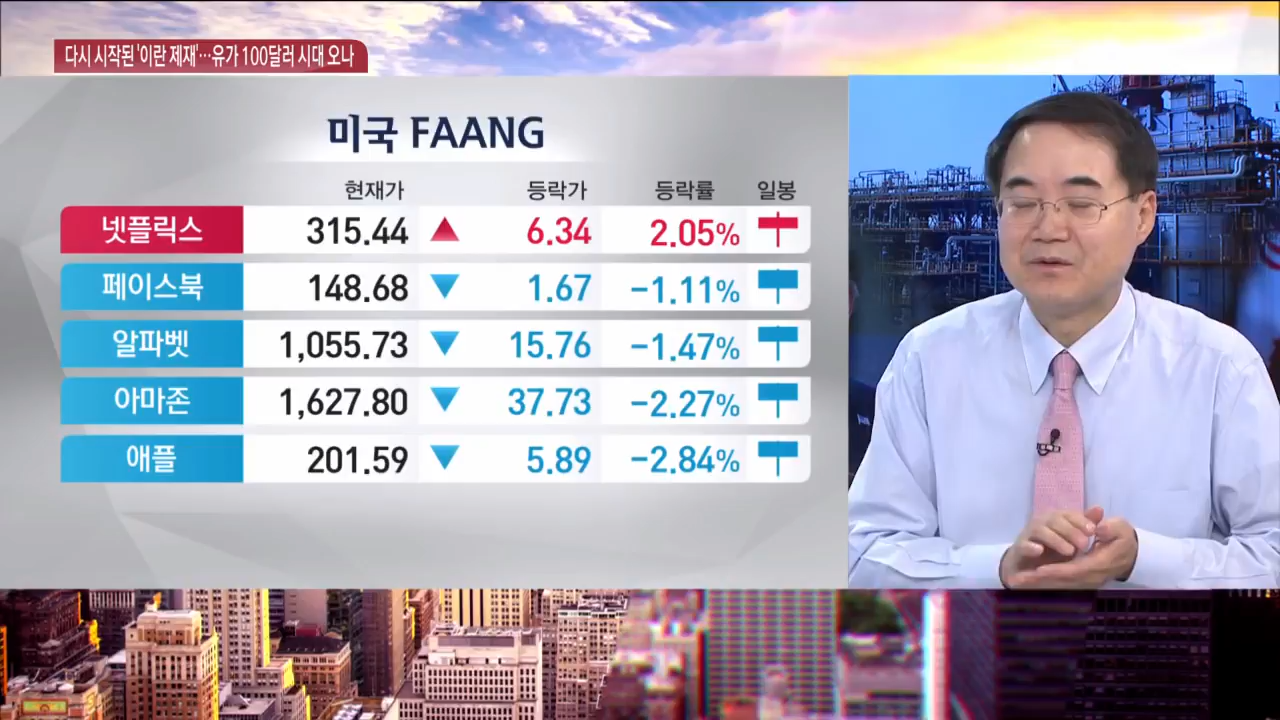 다시 시작된 '이란 제재'…유가 100달러 시대 오나
미국 FAANG
현재가 등락가 등락률 일봉
넷플릭스 315.44 ▲ 6.34 2.05%
페이스북 148.68 ▼ 1.67 -1.11%
알파벳 1,055.73 ▼ 15.76 -1.47%
아마존 1,627.80 ▼ 37.73 -2.27%
애플 201.59 ▼ 5.89 -2.84%